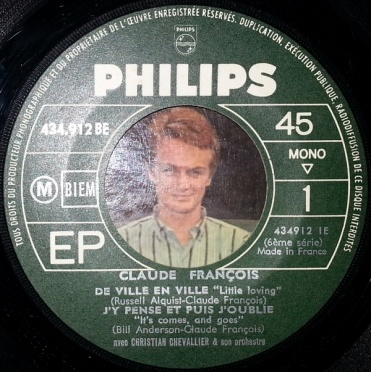 TOUS DROITS DU PRODUCTEUR PHONOGRAPHIQUE ET DU PROPRIÉTAIRE DE L'ŒUVRE ENREGISTRÉE RÉSERVÉS. DUPLICATION, EXÉCUTION PUBLIQUE, RADIODIFFUSION DE CE DISQUE INTERDITES
PHILIPS
PHILIPS
434.912 BE
45
MONO
M BIEM
1
EP
434912 1E
(6ème série)
Made in France
CLAUDE FRANÇOIS
DE VILLE EN VILLE "Little loving"
(Russell Alquist-Claude François)
J'Y PENSE ET PUIS J'OUBLIE
"It's comes, and goes"
(Bill Anderson-Claude François)
avec CHRISTIAN CHEVALLIER & son orchestre